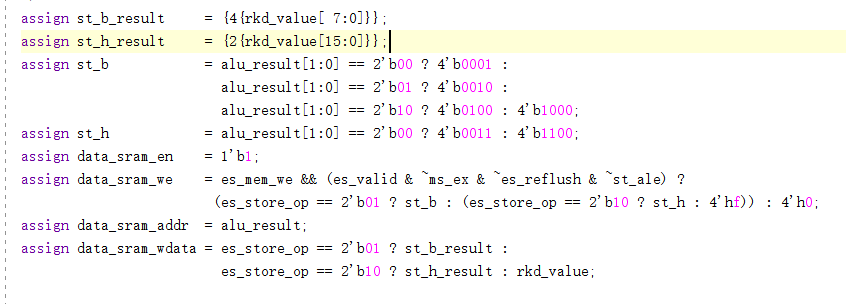 assign st_b_result     = {4{rkd_value[ 7:0]}};
assign st_h_result     = {2{rkd_value[15:0]}};
assign st_b            = alu_result[1:0] == 2'b00 ? 4'b0001 :
                         alu_result[1:0] == 2'b01 ? 4'b0010 :
                         alu_result[1:0] == 2'b10 ? 4'b0100 : 4'b1000;
assign st_h            = alu_result[1:0] == 2'b00 ? 4'b0011 : 4'b1100;
assign data_sram_en    = 1'b1;
assign data_sram_we    = es_mem_we && (es_valid & ~ms_ex & ~es_reflush & ~st_ale) ?
                         (es_store_op == 2'b01 ? st_b : (es_store_op == 2'b10 ? st_h : 4'hf)) : 4'h0;
assign data_sram_addr  = alu_result;
assign data_sram_wdata = es_store_op == 2'b01 ? st_b_result :
                         es_store_op == 2'b10 ? st_h_result : rkd_value;